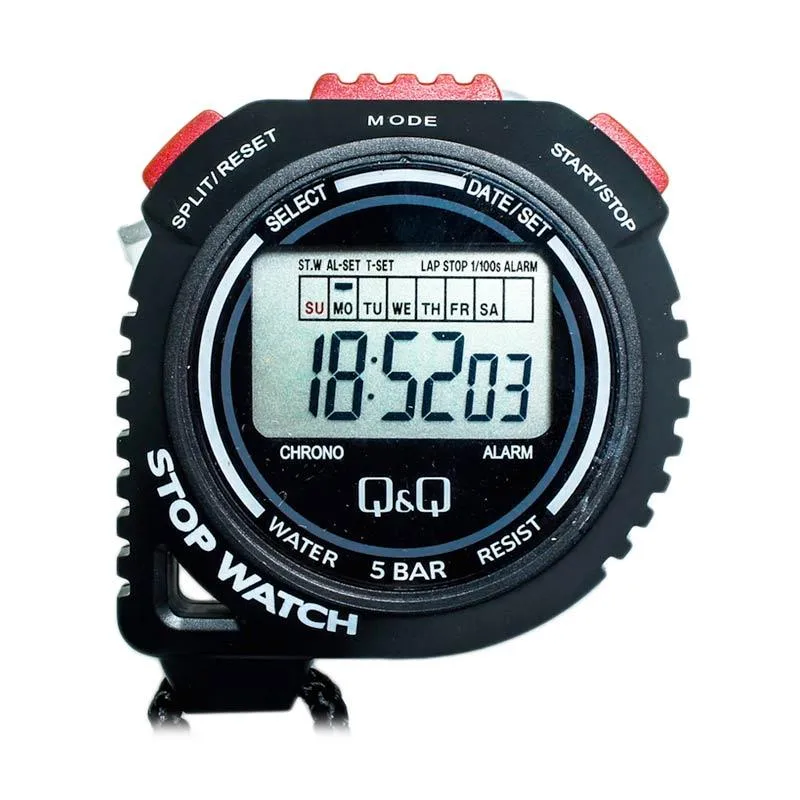 MODE
SPLIT/RESET
START/STOP
SELECT
DATE/SET
ST.W AL-SET T-SET LAP STOP 1/100s ALARM
SU MO TU WE TH FR SA
18:52 03
CHRONO ALARM
Q&Q
WATER 5 BAR RESIST
STOP WATCH